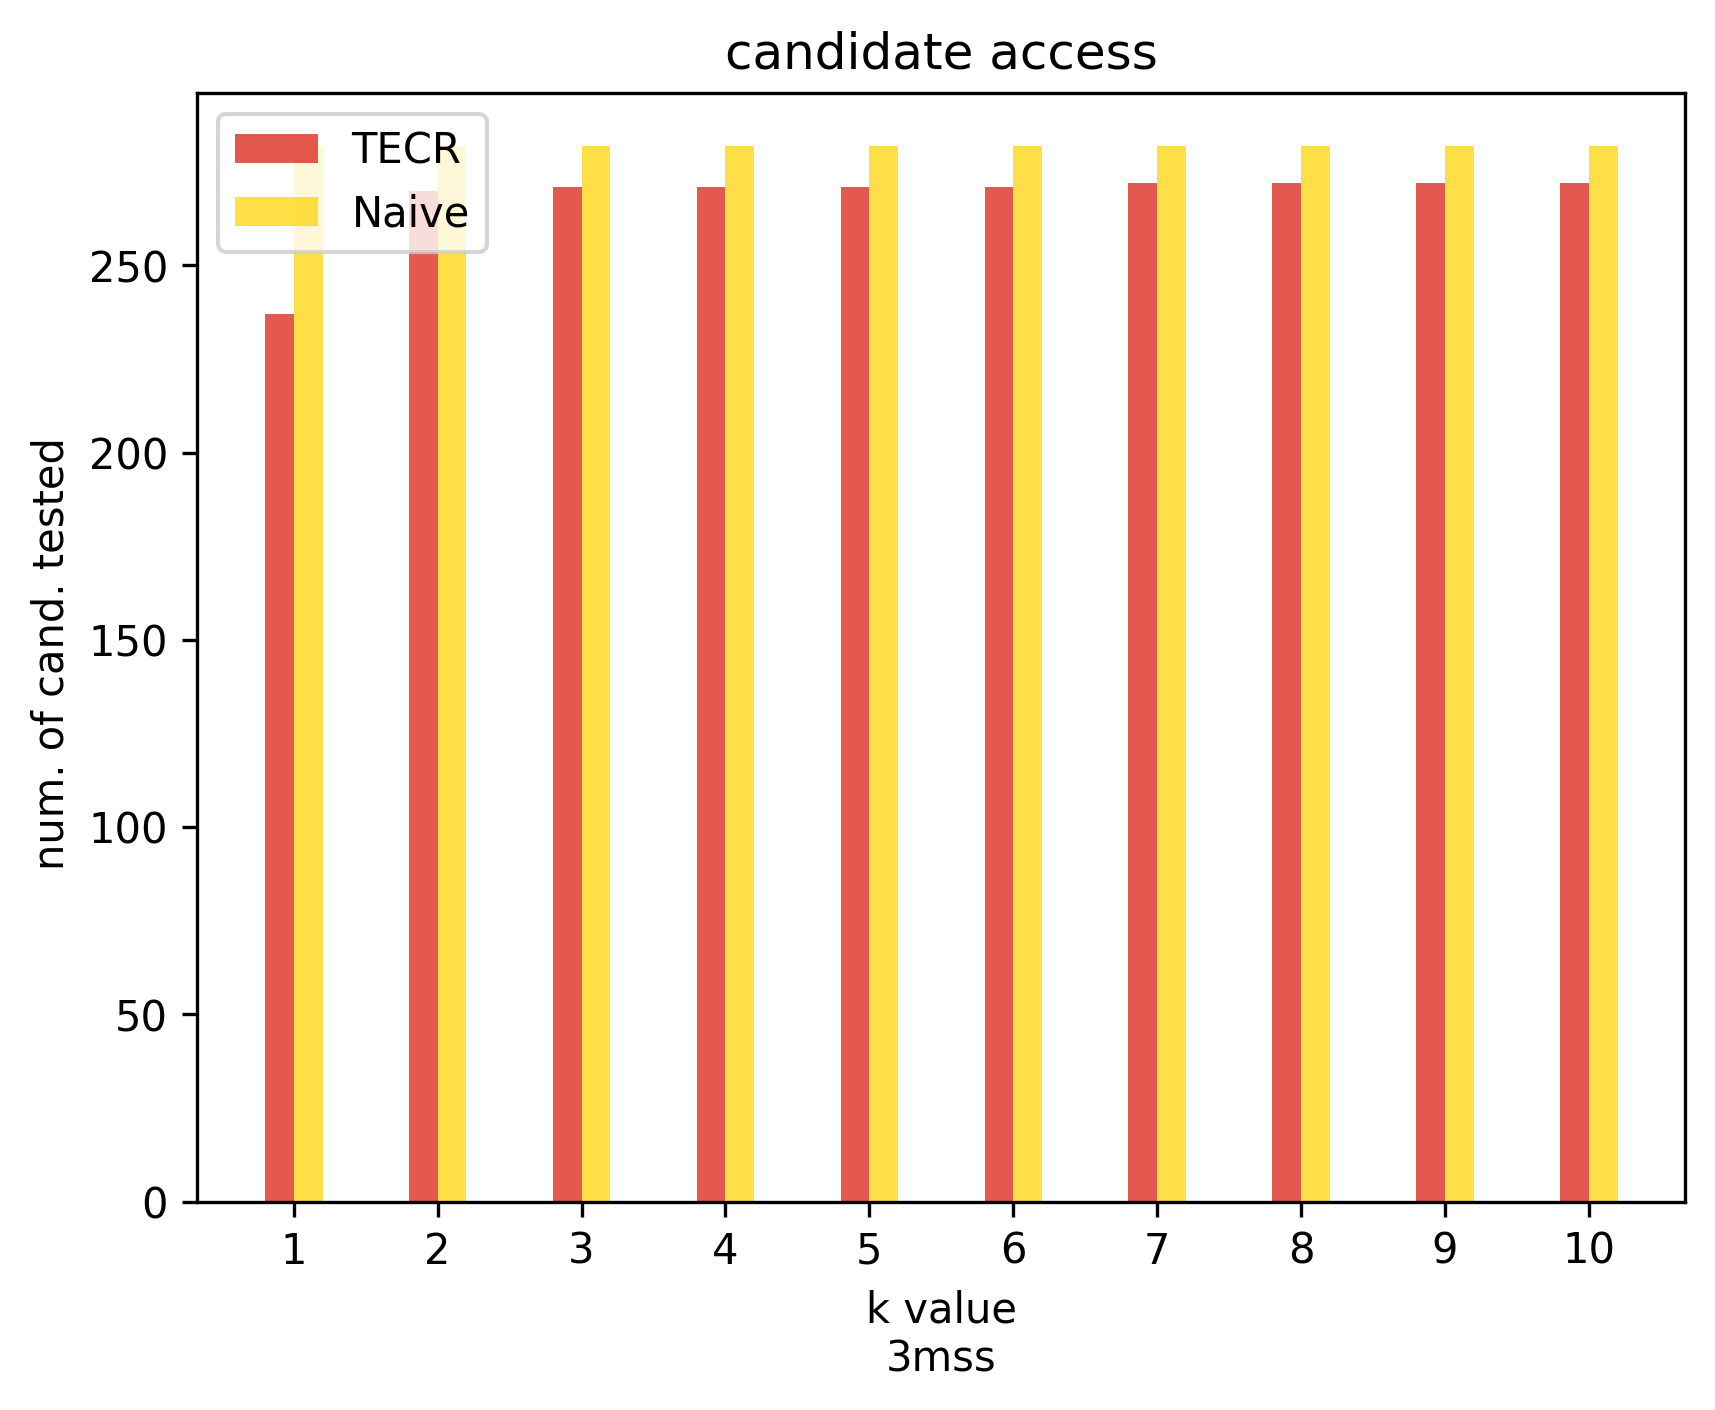 candidate access
TECR
Naive
num. of cand. tested
250
200
150
100
50
0
1 2 3 4 5 6 7 8 9 10
k value
3mss